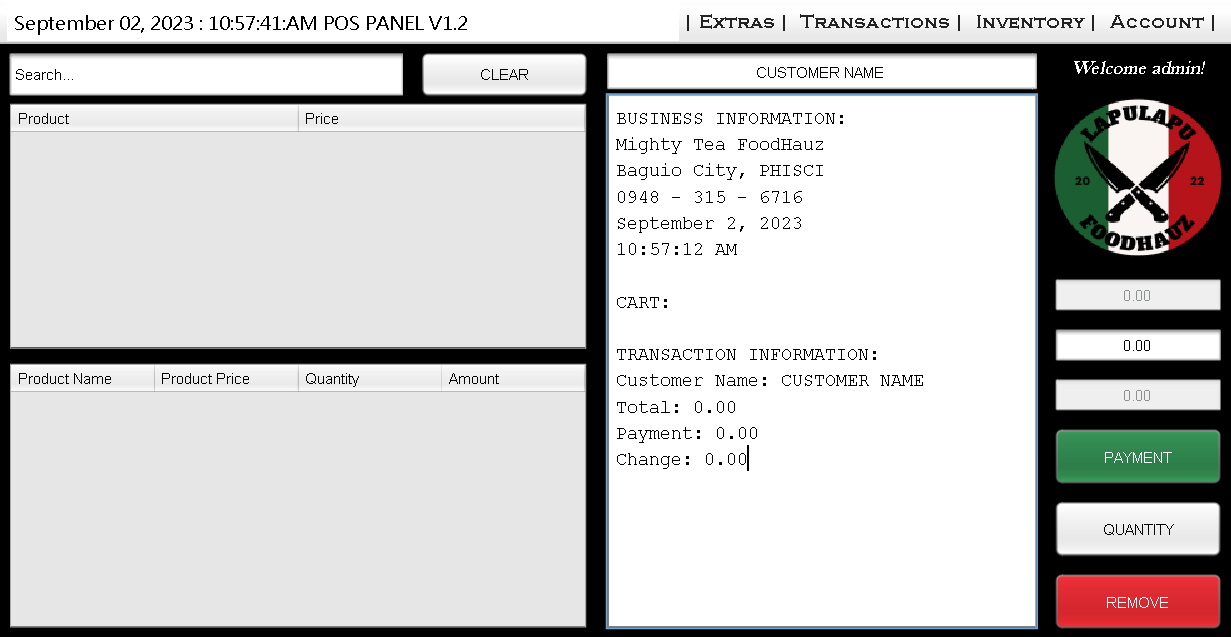 September 02, 2023 : 10:57:41:AM POS PANEL V1.2
| Extras | Transactions | Inventory | Account |
Search...
CLEAR
Product Price
Product Name Product Price Quantity Amount
CUSTOMER NAME
BUSINESS INFORMATION:
Mighty Tea FoodHauz
Baguio City, PHISCI
0948 - 315 - 6716
September 2, 2023
10:57:12 AM
CART:
TRANSACTION INFORMATION:
Customer Name: CUSTOMER NAME
Total: 0.00
Payment: 0.00
Change: 0.00
Welcome admin!
LAPULAPU
20 22
FOODHAUZ
0.00
0.00
0.00
PAYMENT
QUANTITY
REMOVE